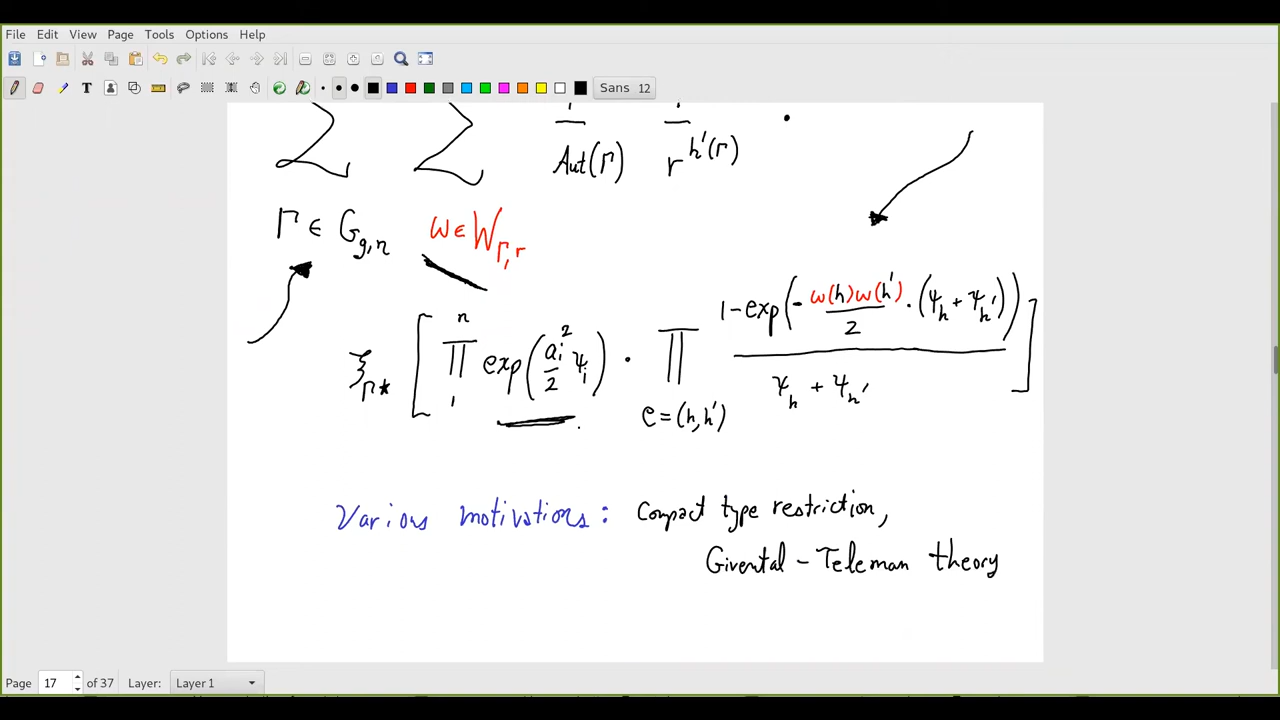 File Edit View Page Tools Options Help
Sans 12
Σ Σ 1/Aut(Γ) 1/r^{h'(Γ)} ·
Γ ∈ G_{g,n} ω ∈ W_{Γ,r}
ξ_{Γ*} [ ∏_{1}^{n} exp(a_i^2/2 ψ_i) · ∏_{e=(h,h')} (1-exp(- ω(h)ω(h')/2 · (ψ_h + ψ_{h'})))/(ψ_h + ψ_{h'}) ]
Various motivations: Compact type restriction,
Givental - Teleman theory
Page 17 of 37 Layer: Layer 1